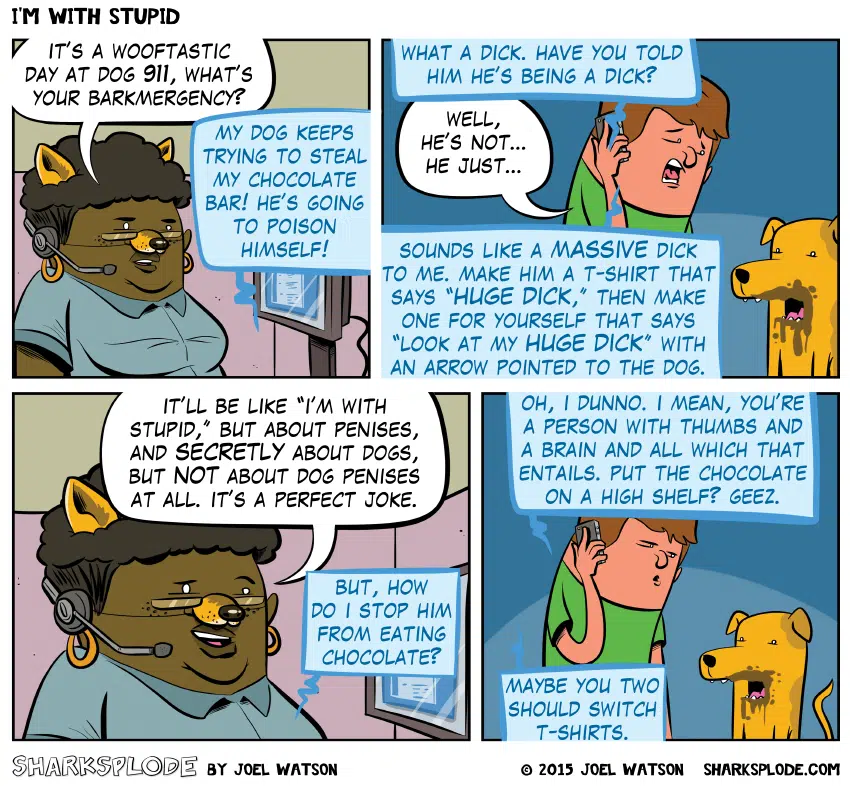 I'M WITH STUPID
IT'S A WOOFTASTIC
DAY AT DOG 911, WHAT'S
YOUR BARKMERGENCY?
MY DOG KEEPS
TRYING TO STEAL
MY CHOCOLATE
BAR! HE'S GOING
TO POISON
HIMSELF!
WHAT A DICK. HAVE YOU TOLD
HIM HE'S BEING A DICK?
WELL,
HE'S NOT...
HE JUST...
SOUNDS LIKE A MASSIVE DICK
TO ME. MAKE HIM A T-SHIRT THAT
SAYS "HUGE DICK," THEN MAKE
ONE FOR YOURSELF THAT SAYS
"LOOK AT MY HUGE DICK" WITH
AN ARROW POINTED TO THE DOG.
IT'LL BE LIKE "I'M WITH
STUPID," BUT ABOUT PENISES,
AND SECRETLY ABOUT DOGS,
BUT NOT ABOUT DOG PENISES
AT ALL. IT'S A PERFECT JOKE.
BUT, HOW
DO I STOP HIM
FROM EATING
CHOCOLATE?
OH, I DUNNO. I MEAN, YOU'RE
A PERSON WITH THUMBS AND
A BRAIN AND ALL WHICH THAT
ENTAILS. PUT THE CHOCOLATE
ON A HIGH SHELF? GEEZ.
MAYBE YOU TWO
SHOULD SWITCH
T-SHIRTS.
SHARKSPLODE BY JOEL WATSON
© 2015 JOEL WATSON SHARKSPLODE.COM